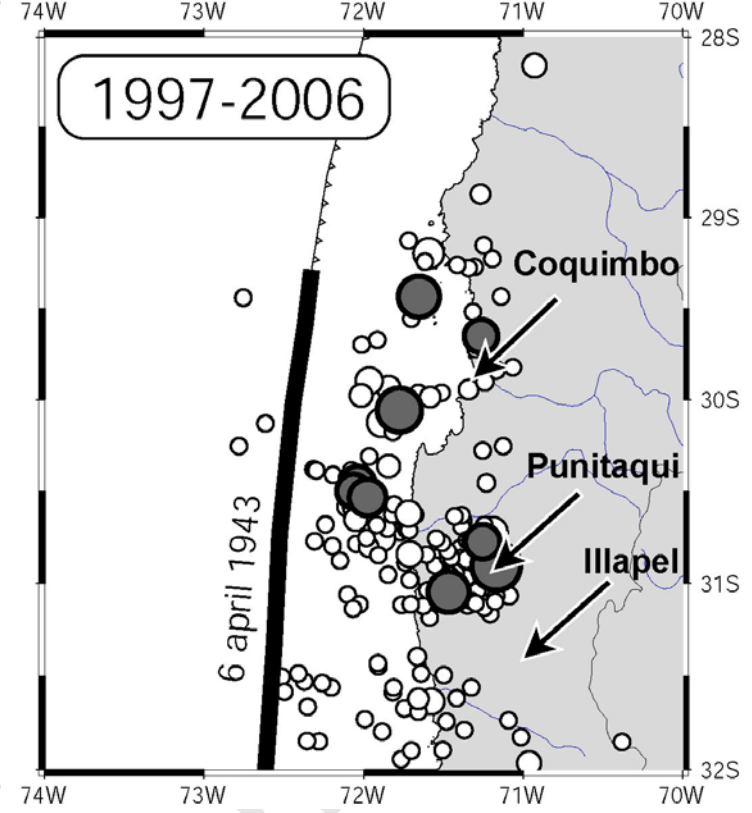 74W 73W 72W 71W 70W
28S
1997-2006
29S
Coquimbo
30S
Punitaqui
6 april 1943
Illapel
31S
32S
74W 73W 72W 71W 70W